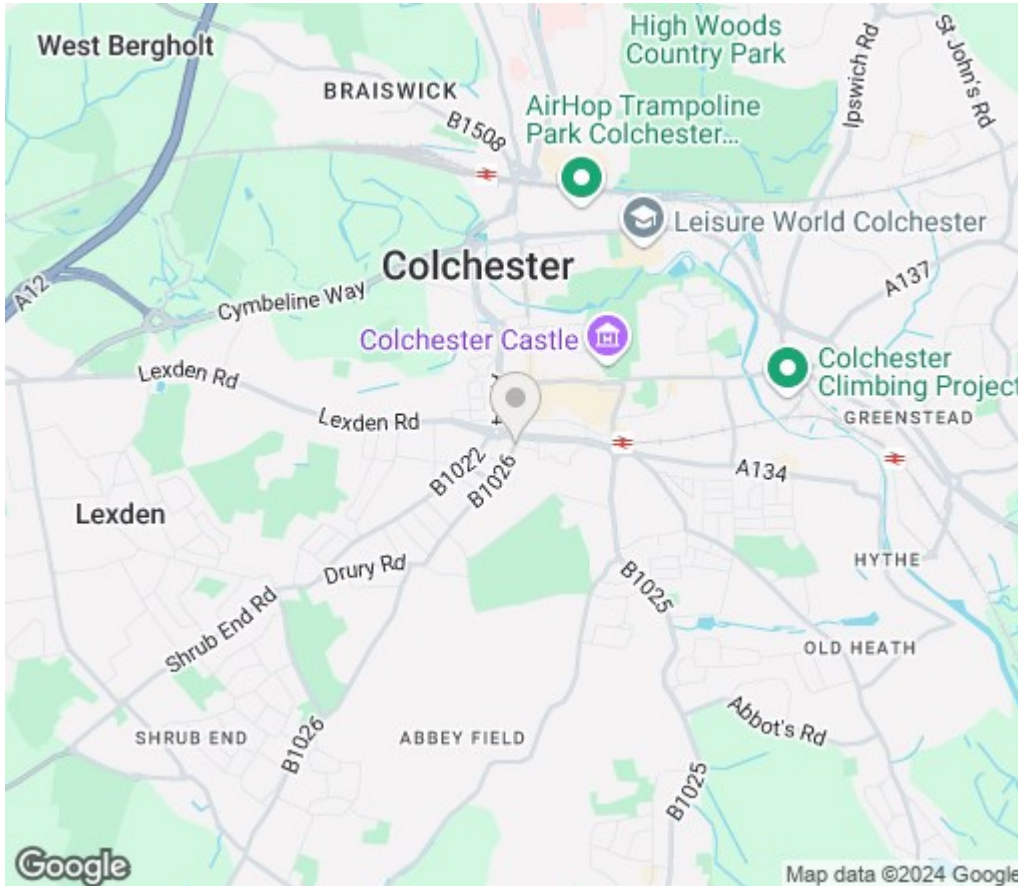 West Bergholt
High Woods
Country Park
Ipswich Rd
St John's Rd
BRAISWICK
B1508
AirHop Trampoline
Park Colchester...
Leisure World Colchester
Colchester
A12
Cymbeline Way
A137
Colchester Castle
Lexden Rd
Colchester
Climbing Project
Lexden Rd
GREENSTEAD
B1022
B1026
A134
Lexden
Drury Rd
HYTHE
B1025
Shrub End Rd
OLD HEATH
Abbot's Rd
SHRUB END
B1026
ABBEY FIELD
B1025
Google
Map data ©2024 Google